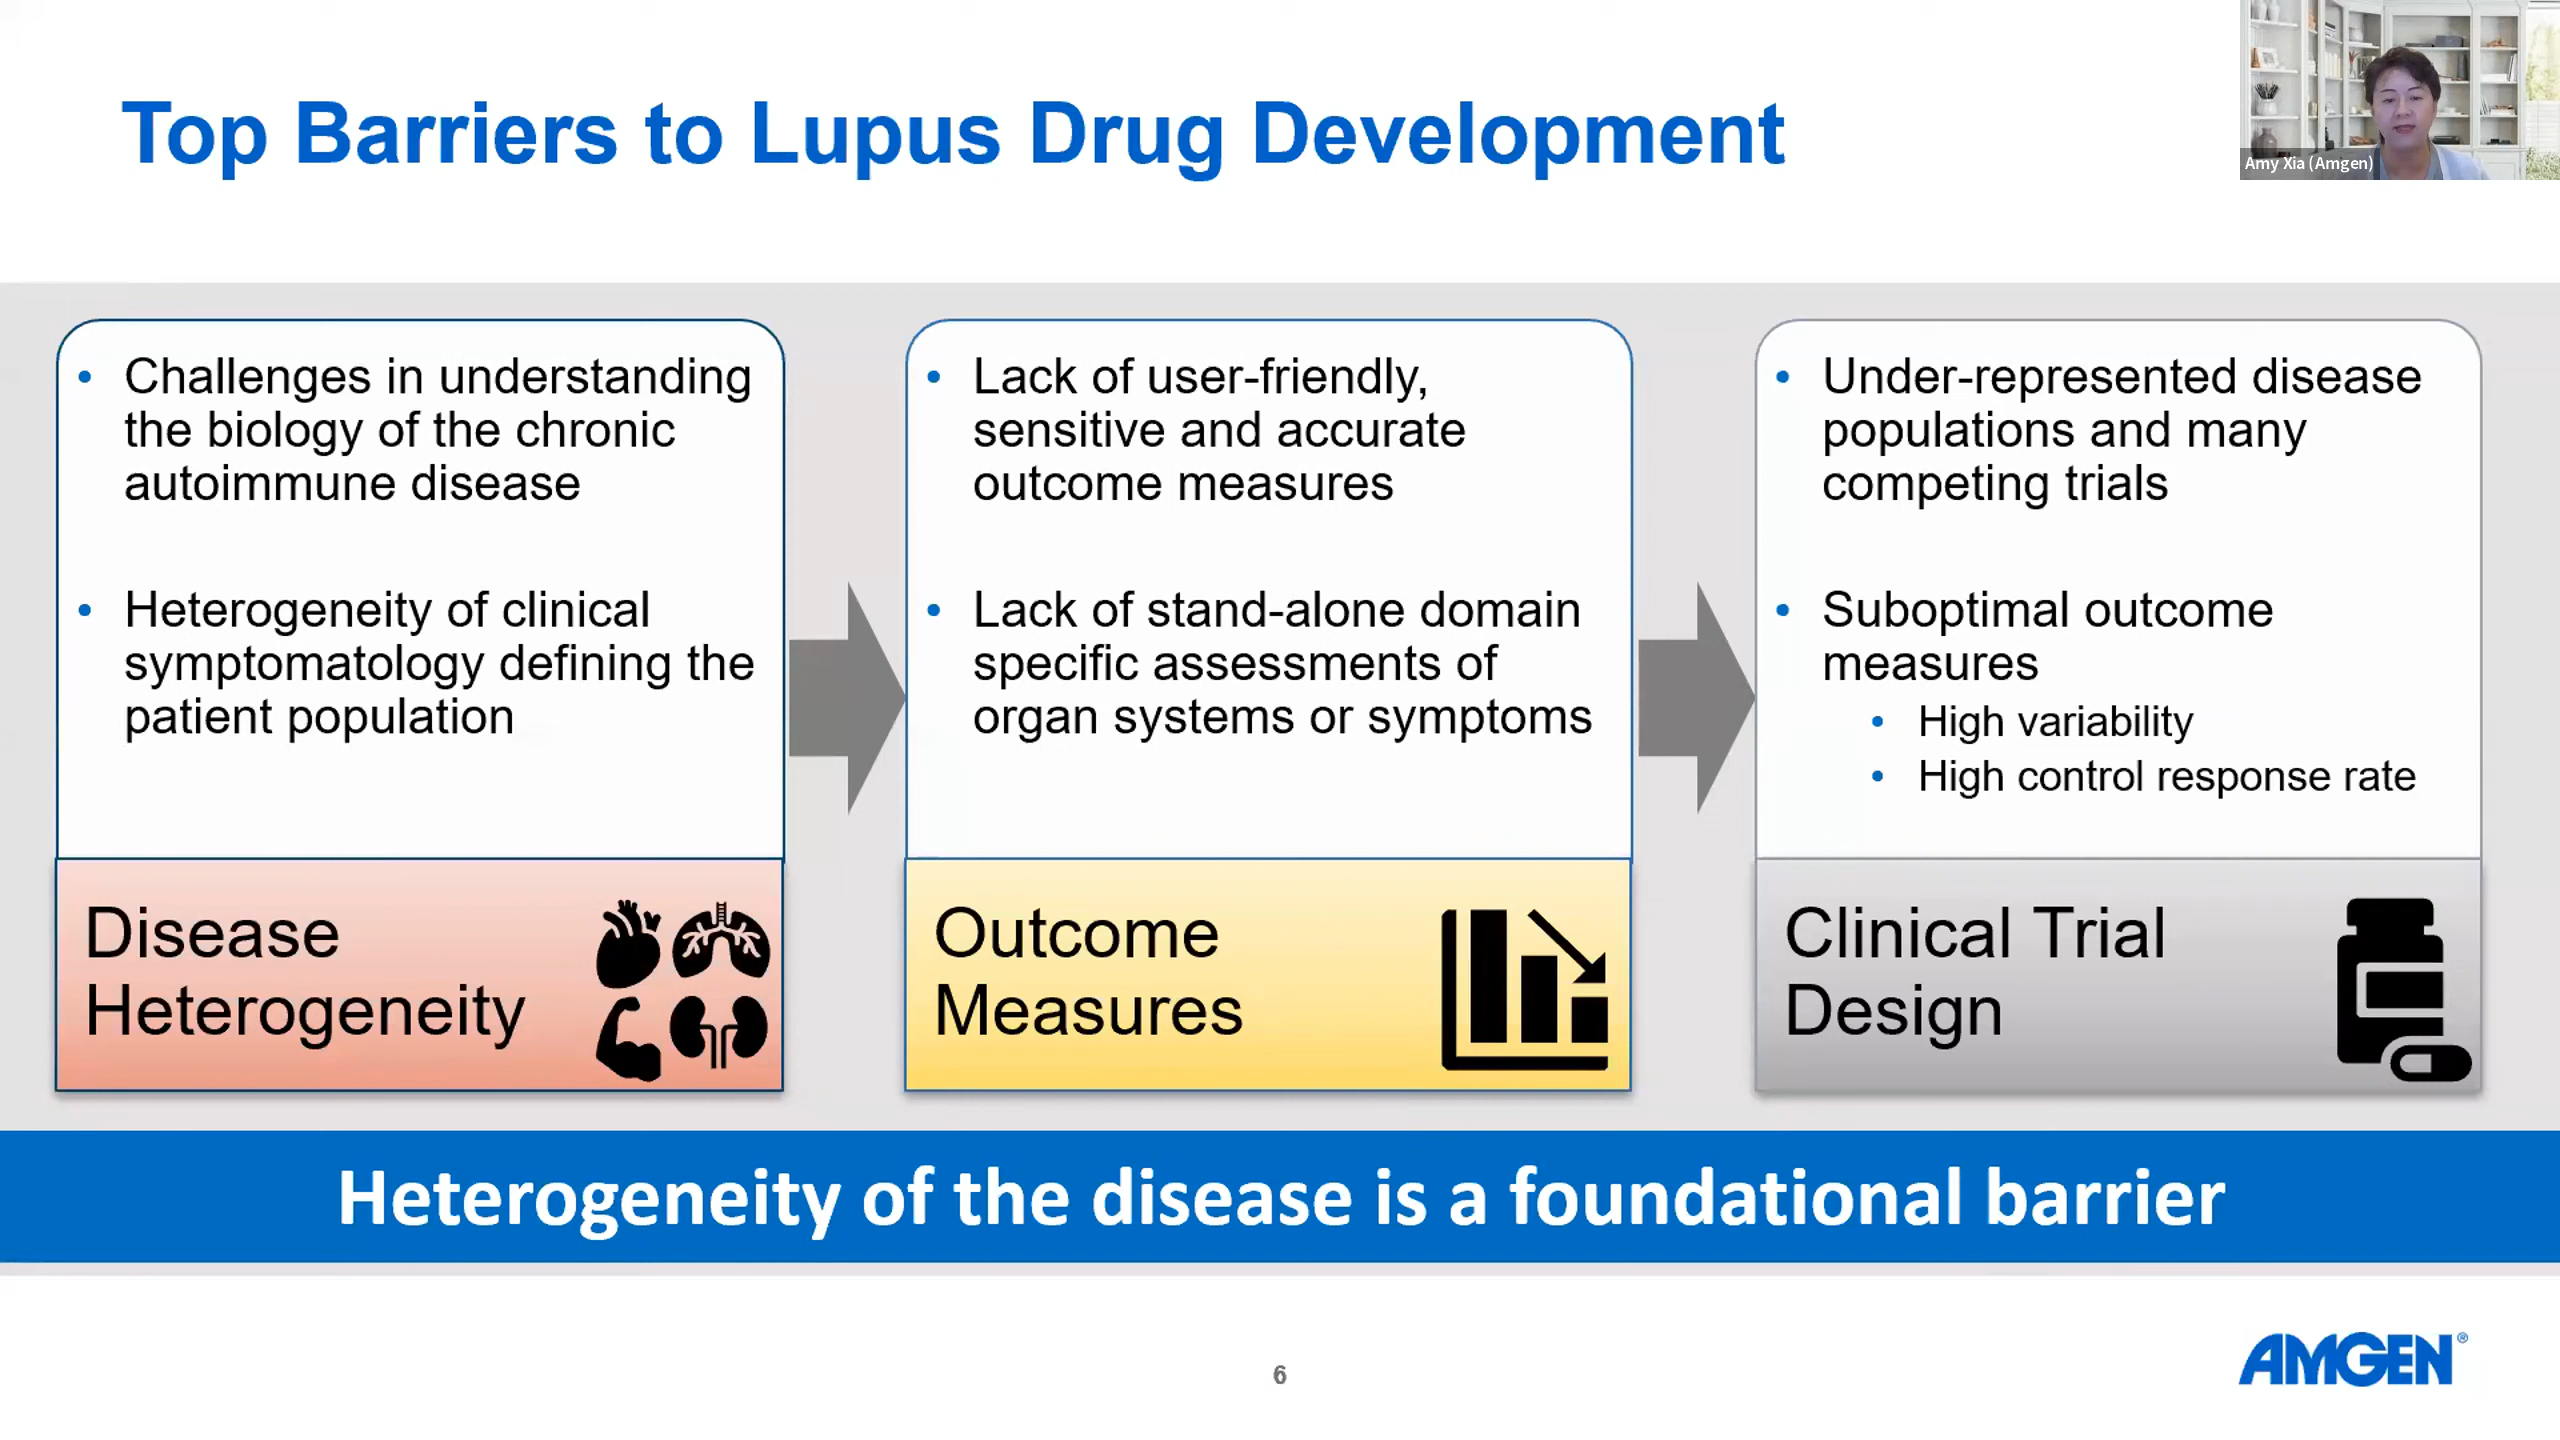 Top Barriers to Lupus Drug Development
Amy Xia (Amgen)
• Challenges in understanding
the biology of the chronic
autoimmune disease
• Heterogeneity of clinical
symptomatology defining the
patient population
Disease
Heterogeneity
• Lack of user-friendly,
sensitive and accurate
outcome measures
• Lack of stand-alone domain
specific assessments of
organ systems or symptoms
Outcome
Measures
• Under-represented disease
populations and many
competing trials
• Suboptimal outcome
measures
• High variability
• High control response rate
Clinical Trial
Design
Heterogeneity of the disease is a foundational barrier
6
AMGEN®